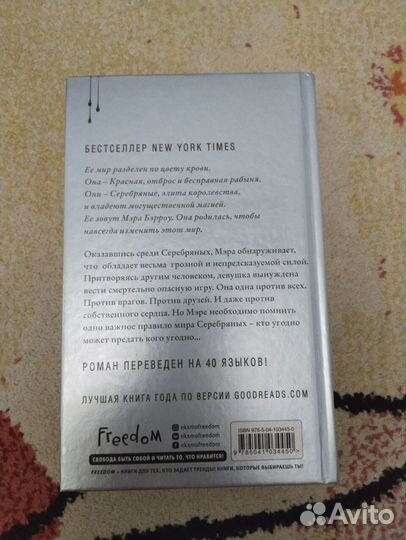 БЕСТСЕЛЛЕР NEW YORK TIMES
Ее мир разделен по цвету крови.
Она – Красная, отброс и бесправная рабыня.
Они – Серебряные, элита королевства,
и владеют могущественной магией.
Ее зовут Мэра Бэрроу. Она родилась, чтобы
навсегда изменить этот мир.
Оказавшись среди Серебряных, Мэра обнаруживает,
что обладает весьма грозной и непредсказуемой силой.
Притворяясь другим человеком, девушка вынуждена
вести смертельно опасную игру. Она одна против всех.
Против врагов. Против друзей. И даже против
собственного сердца. Но Мэре необходимо помнить
одно важное правило мира Серебряных – кто угодно
может предать кого угодно...
РОМАН ПЕРЕВЕДЕН НА 40 ЯЗЫКОВ!
ЛУЧШАЯ КНИГА ГОДА ПО ВЕРСИИ GOODREADS.COM
Freedom
eksmofreedom
eksmofreedom
eksmofreedom
СВОБОДА БЫТЬ СОБОЙ И ЧИТАТЬ ТО, ЧТО НРАВИТСЯ!
FREEDOM – КНИГИ ДЛЯ ТЕХ, КТО ЗАДАЕТ ТРЕНДЫ! КНИГИ, КОТОРЫЕ ВЫБИРАЕШЬ ТЫ!
ISBN 978-5-04-103445-0
9 785041 034450 >
Avito